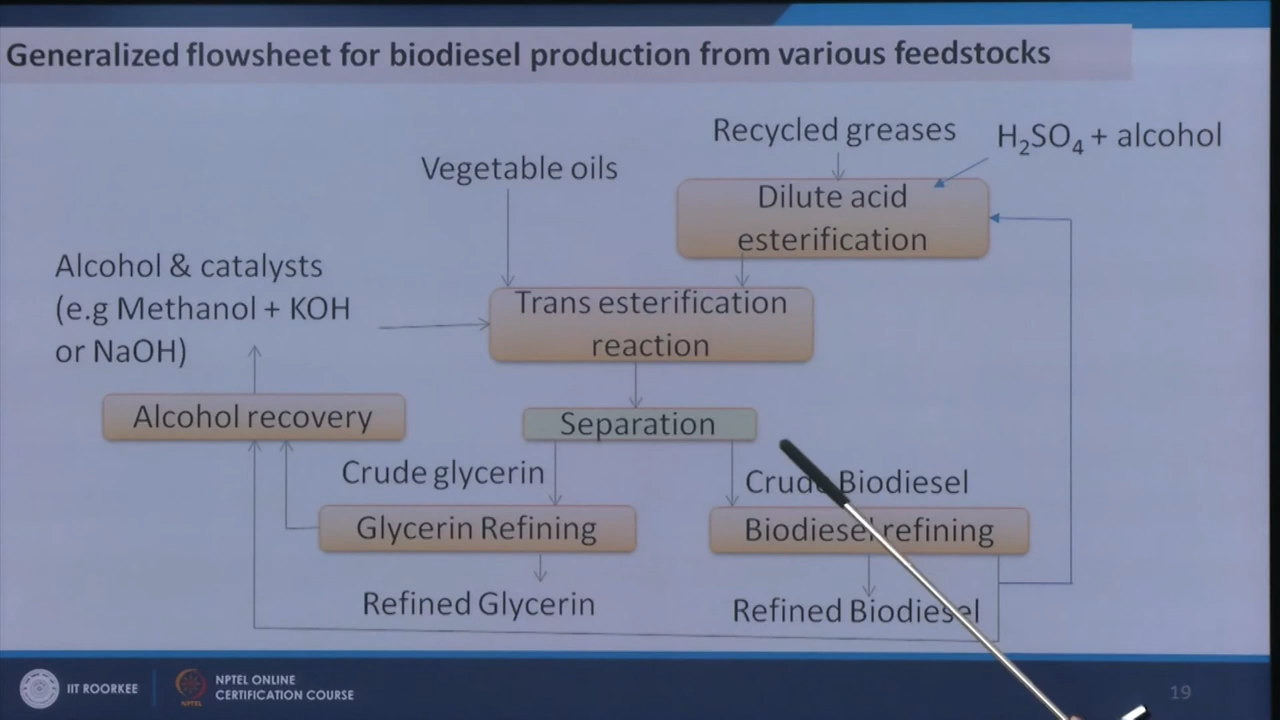 Generalized flowsheet for biodiesel production from various feedstocks
Recycled greases
H₂SO₄ + alcohol
Vegetable oils
Dilute acid
esterification
Alcohol & catalysts
(e.g Methanol + KOH
or NaOH)
Trans esterification
reaction
Alcohol recovery
Separation
Crude glycerin
Crude Biodiesel
Glycerin Refining
Biodiesel refining
Refined Glycerin
Refined Biodiesel
IIT ROORKEE
NPTEL ONLINE
CERTIFICATION COURSE
NPTEL
19